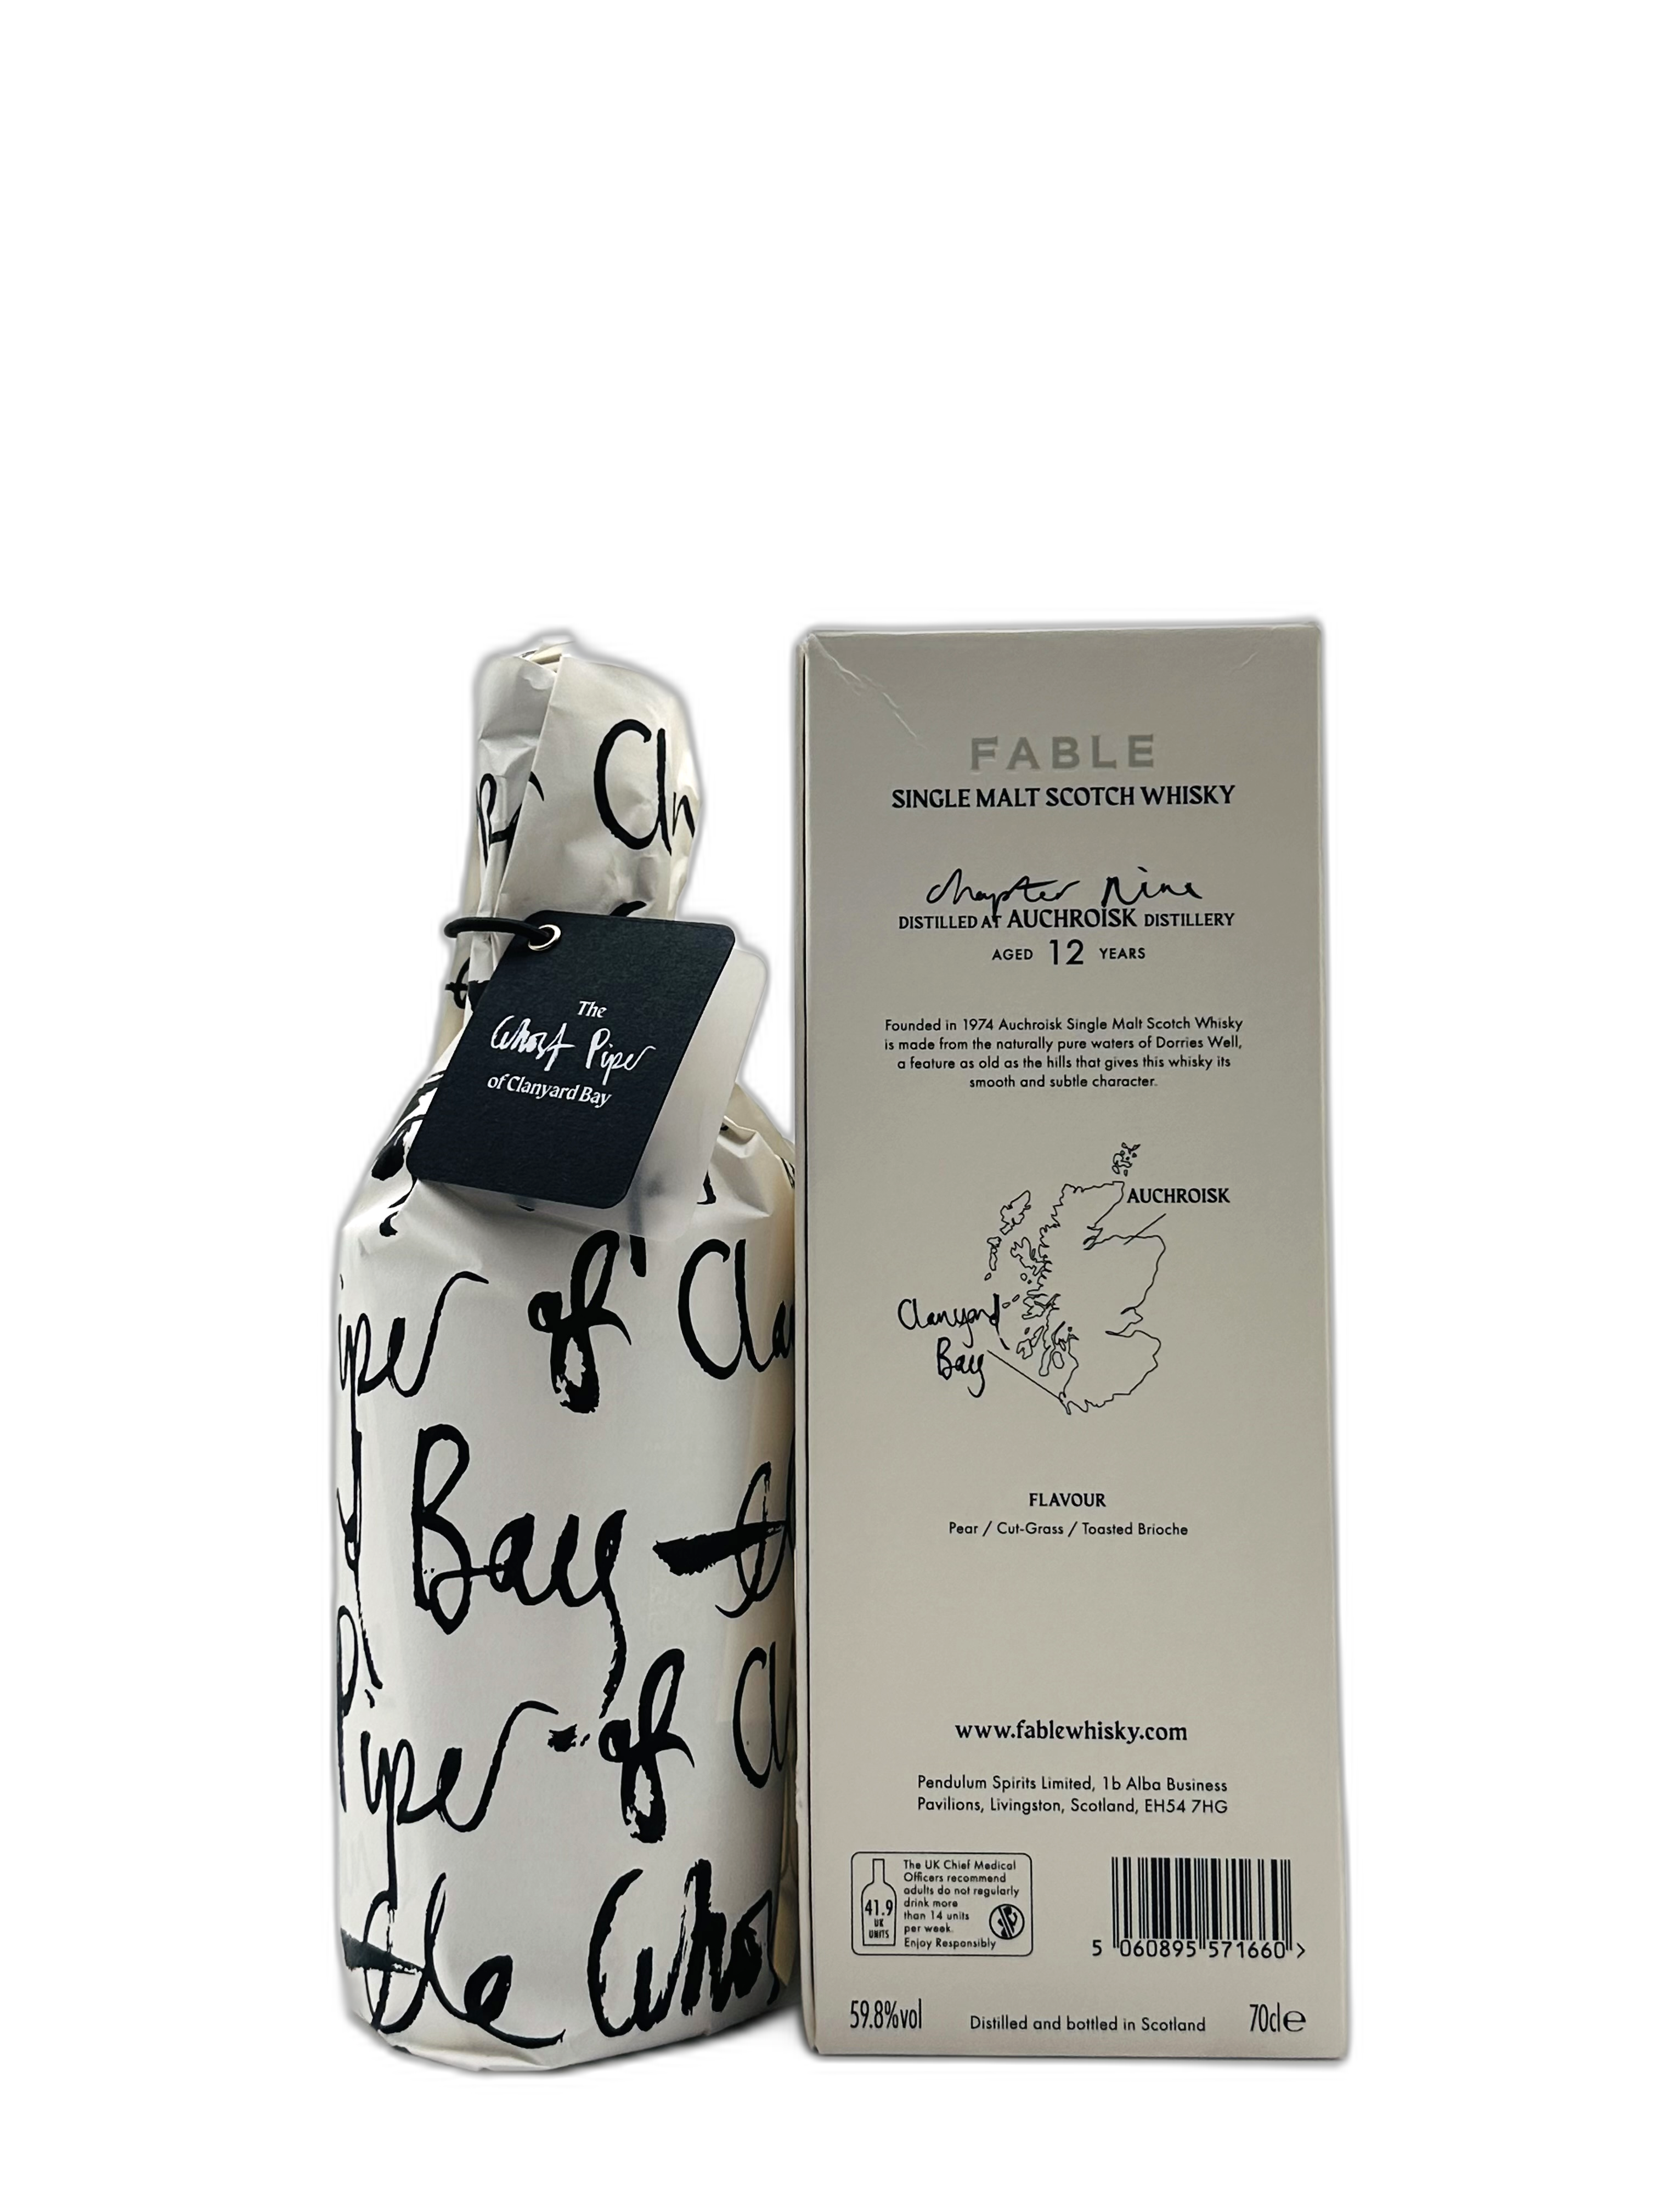 Ch
The
Ghost Piper
of Clanyard Bay
iper of Cla
Bay - the
Piper - of Cl
the Ghos
FABLE
SINGLE MALT SCOTCH WHISKY
Chapter Nine
DISTILLED AT AUCHROISK DISTILLERY
AGED 12 YEARS
Founded in 1974 Auchroisk Single Malt Scotch Whisky
is made from the naturally pure waters of Dorries Well,
a feature as old as the hills that gives this whisky its
smooth and subtle character.
AUCHROISK
Clanyard
Bay
FLAVOUR
Pear / Cut-Grass / Toasted Brioche
www.fablewhisky.com
Pendulum Spirits Limited, 1b Alba Business
Pavilions, Livingston, Scotland, EH54 7HG
41.9
UK
UNITS
The UK Chief Medical
Officers recommend
adults do not regularly
drink more
than 14 units
per week.
Enjoy Responsibly
5 060895 571660 >
59.8%vol
Distilled and bottled in Scotland
70cl e